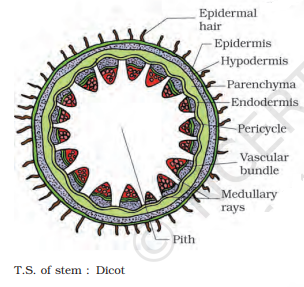 Epidermal
hair
Epidermis
Hypodermis
Parenchyma
Endodermis
Pericycle
Vascular
bundle
Medullary
rays
Pith
T.S. of stem : Dicot